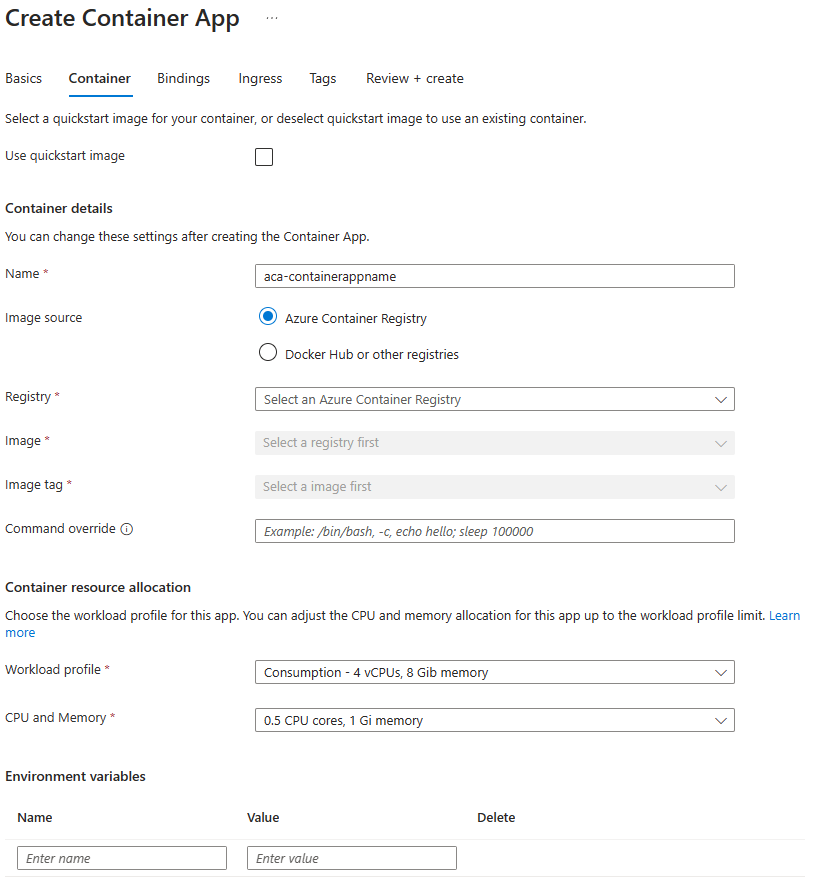 Create Container App ...
Basics Container Bindings Ingress Tags Review + create
Select a quickstart image for your container, or deselect quickstart image to use an existing container.
Use quickstart image
Container details
You can change these settings after creating the Container App.
Name * aca-containerappname
Image source Azure Container Registry
Docker Hub or other registries
Registry * Select an Azure Container Registry
Image * Select a registry first
Image tag * Select a image first
Command override Example: /bin/bash, -c, echo hello; sleep 100000
Container resource allocation
Choose the workload profile for this app. You can adjust the CPU and memory allocation for this app up to the workload profile limit. Learn
more
Workload profile * Consumption - 4 vCPUs, 8 Gib memory
CPU and Memory * 0.5 CPU cores, 1 Gi memory
Environment variables
Name Value Delete
Enter name Enter value